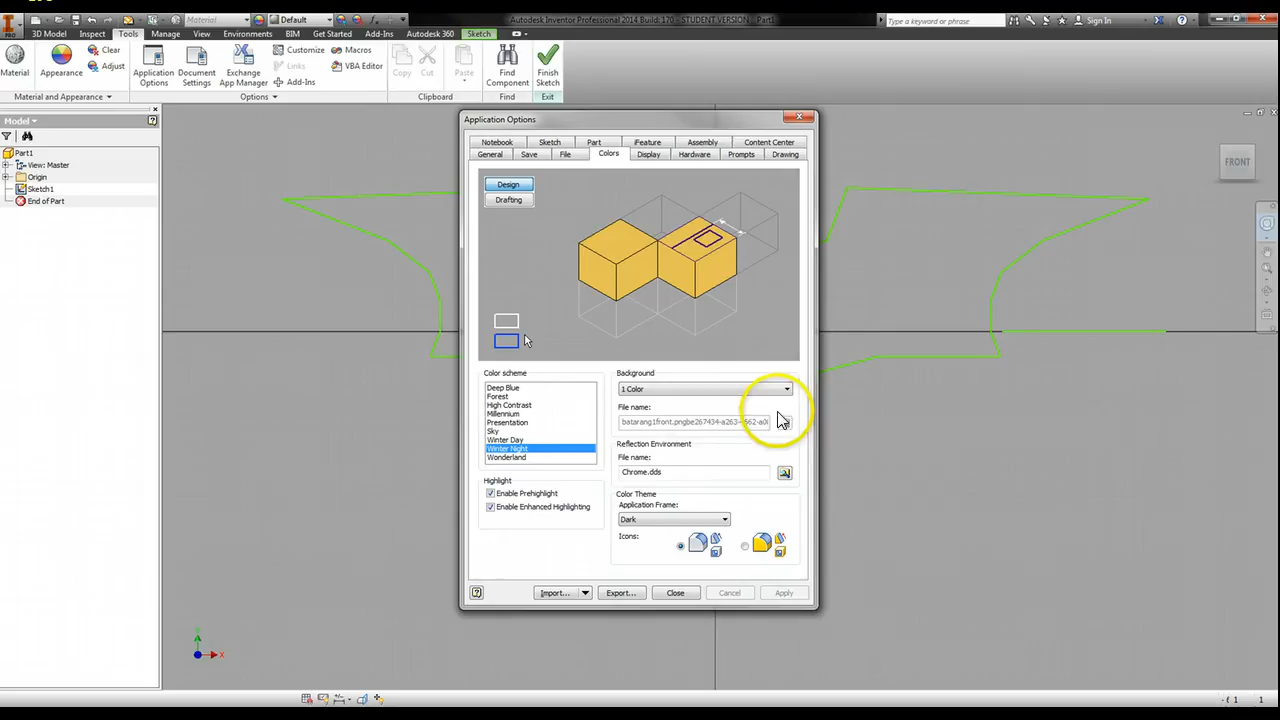 PRO
Material
Default
Autodesk Inventor Professional 2014 Build: 170 - STUDENT VERSION Part1
Type a keyword or phrase
Sign In
3D Model Inspect Tools Manage View Environments BIM Get Started Add-Ins Autodesk 360 Sketch
Material
Appearance
Clear
Adjust
Application Options
Document Settings
Exchange App Manager
Customize
Links
Add-Ins
Macros
VBA Editor
Copy
Cut
Paste
Find Component
Finish Sketch
Material and Appearance
Options
Clipboard
Find
Exit
Model
Part1
View: Master
Origin
Sketch1
End of Part
FRONT
Application Options
Notebook Sketch Part iFeature Assembly Content Center
General Save File Colors Display Hardware Prompts Drawing
Design
Drafting
Color scheme
Deep Blue
Forest
High Contrast
Millennium
Presentation
Sky
Winter Day
Winter Night
Wonderland
Highlight
Enable Prehighlight
Enable Enhanced Highlighting
Background
1 Color
File name:
batarang1front.pngbe267434-a263-
Reflection Environment
File name:
Chrome.dds
Color Theme
Application Frame:
Dark
Icons:
Import...
Export...
Close
Cancel
Apply
Y
X
1
1